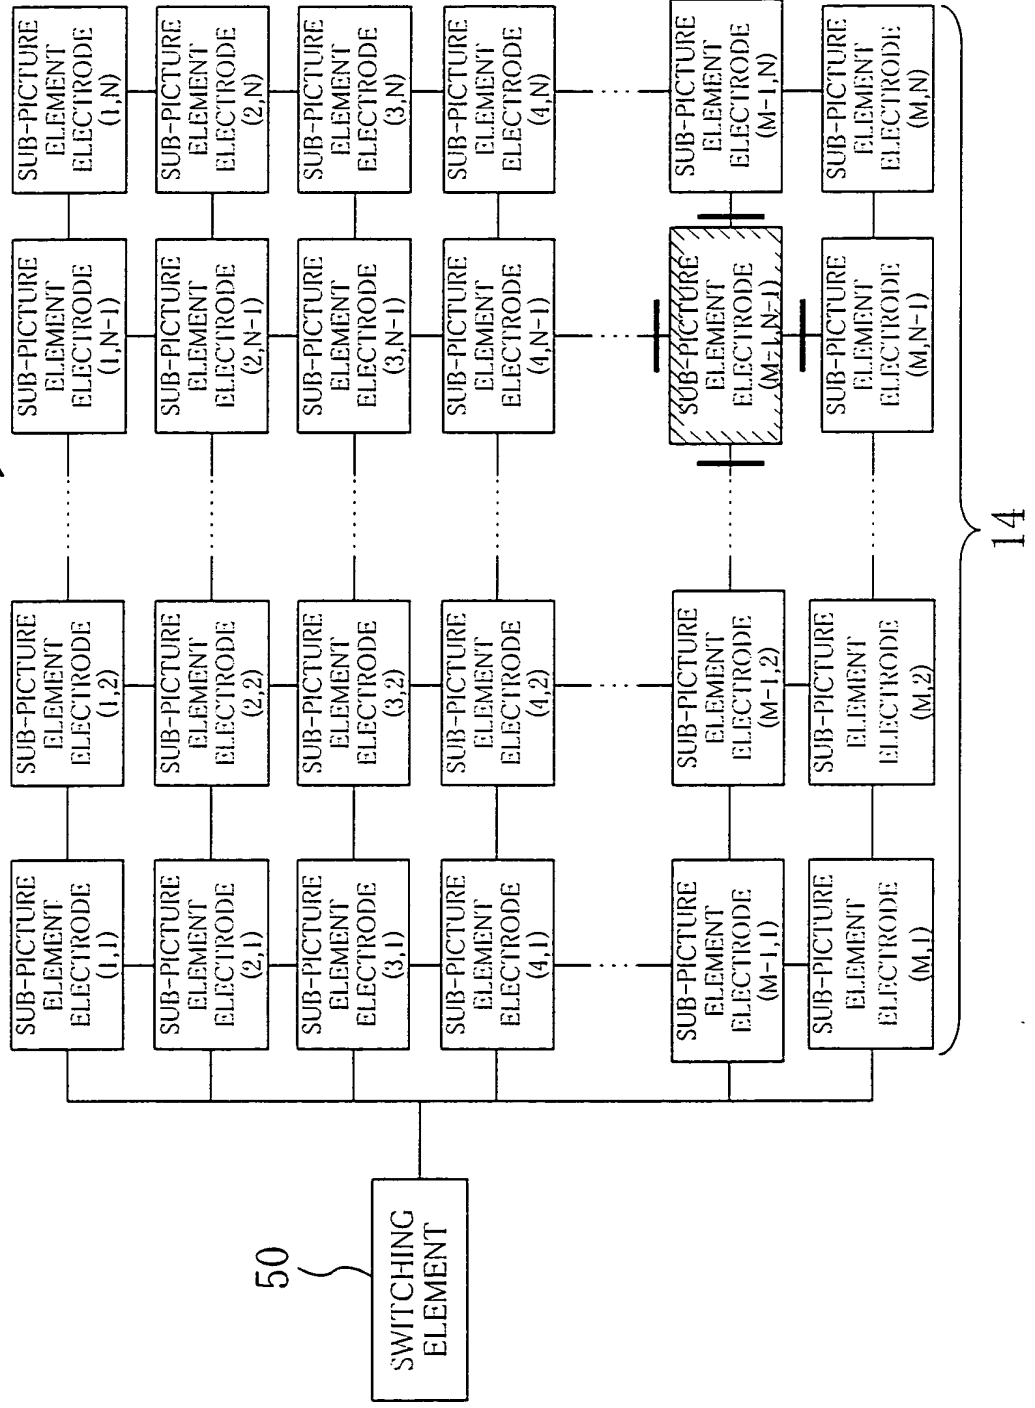 SUB-PICTURE
ELEMENT
ELECTRODE
(1,1)
SUB-PICTURE
ELEMENT
ELECTRODE
(1,2)
SUB-PICTURE
ELEMENT
ELECTRODE
(1,N-1)
SUB-PICTURE
ELEMENT
ELECTRODE
(1,N)
SUB-PICTURE
ELEMENT
ELECTRODE
(2,1)
SUB-PICTURE
ELEMENT
ELECTRODE
(2,2)
SUB-PICTURE
ELEMENT
ELECTRODE
(2,N-1)
SUB-PICTURE
ELEMENT
ELECTRODE
(2,N)
SUB-PICTURE
ELEMENT
ELECTRODE
(3,1)
SUB-PICTURE
ELEMENT
ELECTRODE
(3,2)
SUB-PICTURE
ELEMENT
ELECTRODE
(3,N-1)
SUB-PICTURE
ELEMENT
ELECTRODE
(3,N)
50
SWITCHING
ELEMENT
SUB-PICTURE
ELEMENT
ELECTRODE
(4,1)
SUB-PICTURE
ELEMENT
ELECTRODE
(4,2)
SUB-PICTURE
ELEMENT
ELECTRODE
(4,N-1)
SUB-PICTURE
ELEMENT
ELECTRODE
(4,N)
SUB-PICTURE
ELEMENT
ELECTRODE
(M-1,1)
SUB-PICTURE
ELEMENT
ELECTRODE
(M-1,2)
SUB-PICTURE
ELEMENT
ELECTRODE
(M-1,N-1)
SUB-PICTURE
ELEMENT
ELECTRODE
(M-1,N)
SUB-PICTURE
ELEMENT
ELECTRODE
(M,1)
SUB-PICTURE
ELEMENT
ELECTRODE
(M,2)
SUB-PICTURE
ELEMENT
ELECTRODE
(M,N-1)
SUB-PICTURE
ELEMENT
ELECTRODE
(M,N)
14